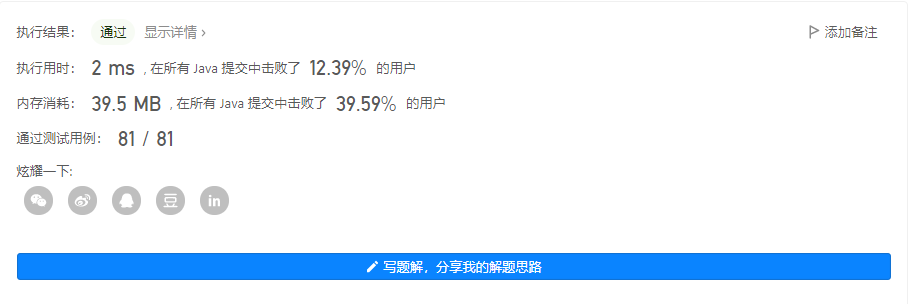 执行结果： 通过 显示详情 › 添加备注
执行用时： 2 ms , 在所有 Java 提交中击败了 12.39% 的用户
内存消耗： 39.5 MB , 在所有 Java 提交中击败了 39.59% 的用户
通过测试用例： 81 / 81
炫耀一下:
豆 in
写题解，分享我的解题思路